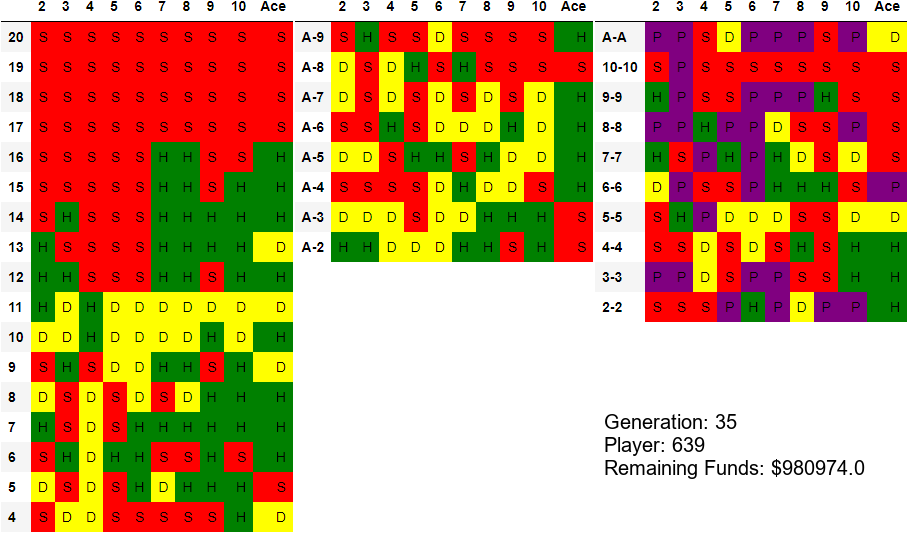 2 3 4 5 6 7 8 9 10 Ace
20 S S S S S S S S S S
19 S S S S S S S S S S
18 S S S S S S S S S S
17 S S S S S S S S S S
16 S S S S S H H S S H
15 S S S S S H H S H H
14 S H S S S H H H H H
13 H S S S S H H H H D
12 H H S S S H H S H H
11 H D H D D D D D D D
10 D D H D D D D H D H
9 S H S D D H H S H D
8 D S D S D S D H H H
7 H S D S H H H H H H
6 S H D H H S S H S H
5 D S D S H D H H H S
4 S D D S S S S S H D
2 3 4 5 6 7 8 9 10 Ace
A-9 S H S S D S S S S H
A-8 D S D H S H S S S S
A-7 D S D S D S D S D H
A-6 S S H S D D D H D H
A-5 D D S H H S H D D H
A-4 S S S S D H D D S H
A-3 D D D S D D H H H S
A-2 H H D D D H H S H S
2 3 4 5 6 7 8 9 10 Ace
A-A P P S D P P P S P D
10-10 S P S S S S S S S S
9-9 H P S S P P P H S S
8-8 P P H P P D S S P S
7-7 H S P H P H D S D S
6-6 D P S S P H H H S P
5-5 S H P D D D S S D D
4-4 S S D S D S H S H H
3-3 P P D S P P S S H H
2-2 S S S P H P D P P H
Generation: 35
Player: 639
Remaining Funds: $980974.0